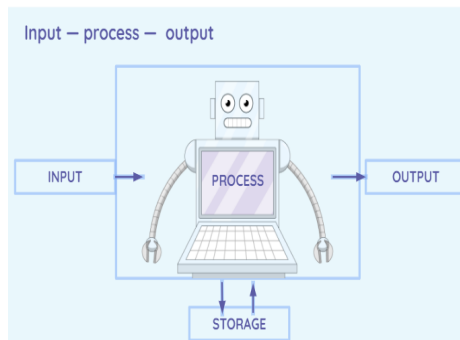 Input — process — output
INPUT
PROCESS
OUTPUT
STORAGE